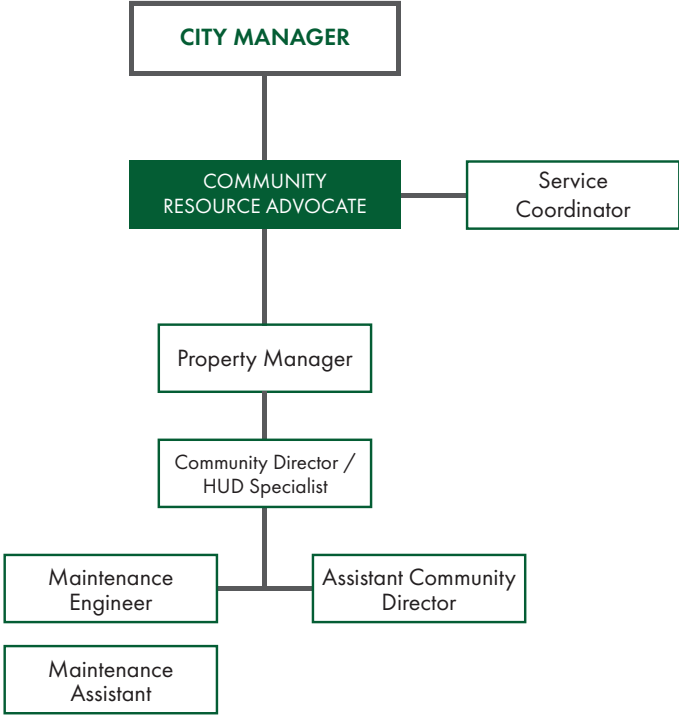 CITY MANAGER
COMMUNITY
RESOURCE ADVOCATE
Service
Coordinator
Property Manager
Community Director /
HUD Specialist
Maintenance
Engineer
Assistant Community
Director
Maintenance
Assistant